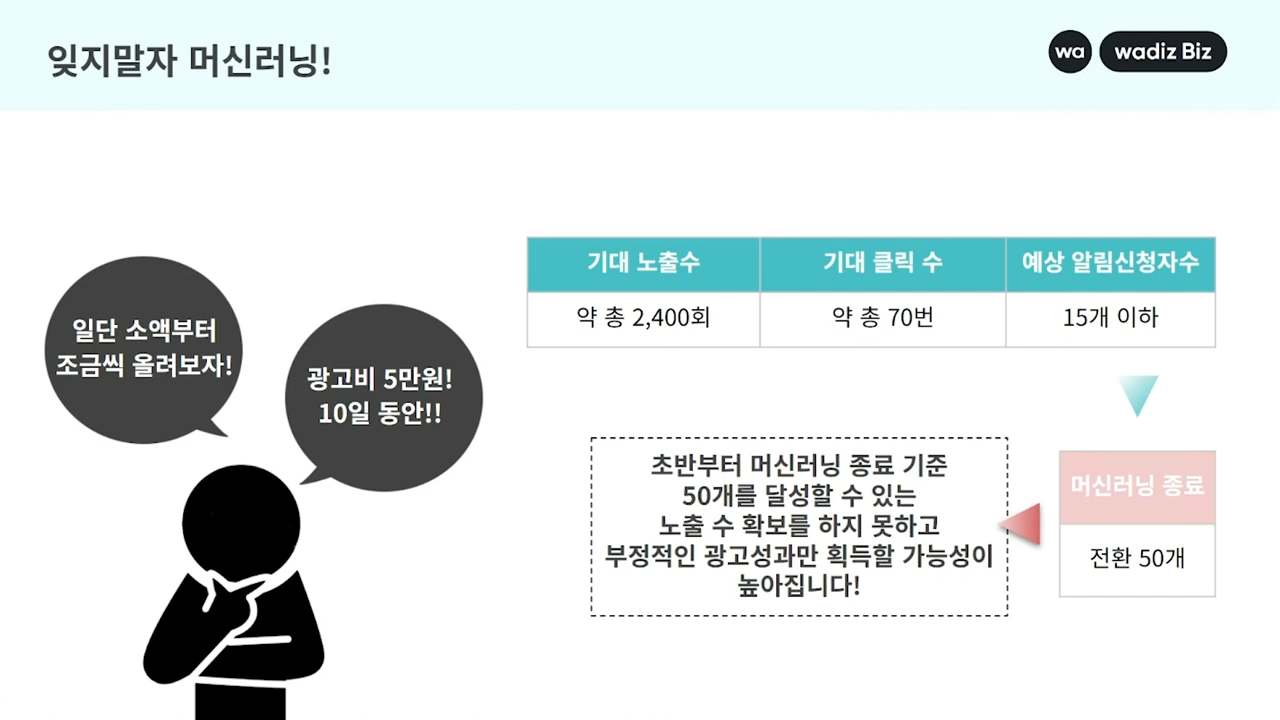 잊지말자 머신러닝!
wa
wadiz Biz
일단 소액부터
조금씩 올려보자!
광고비 5만원!
10일 동안!!
기대 노출수
기대 클릭 수
예상 알림신청자수
약 총 2,400회
약 총 70번
15개 이하
초반부터 머신러닝 종료 기준
50개를 달성할 수 있는
노출 수 확보를 하지 못하고
부정적인 광고성과만 획득할 가능성이
높아집니다!
머신러닝 종료
전환 50개